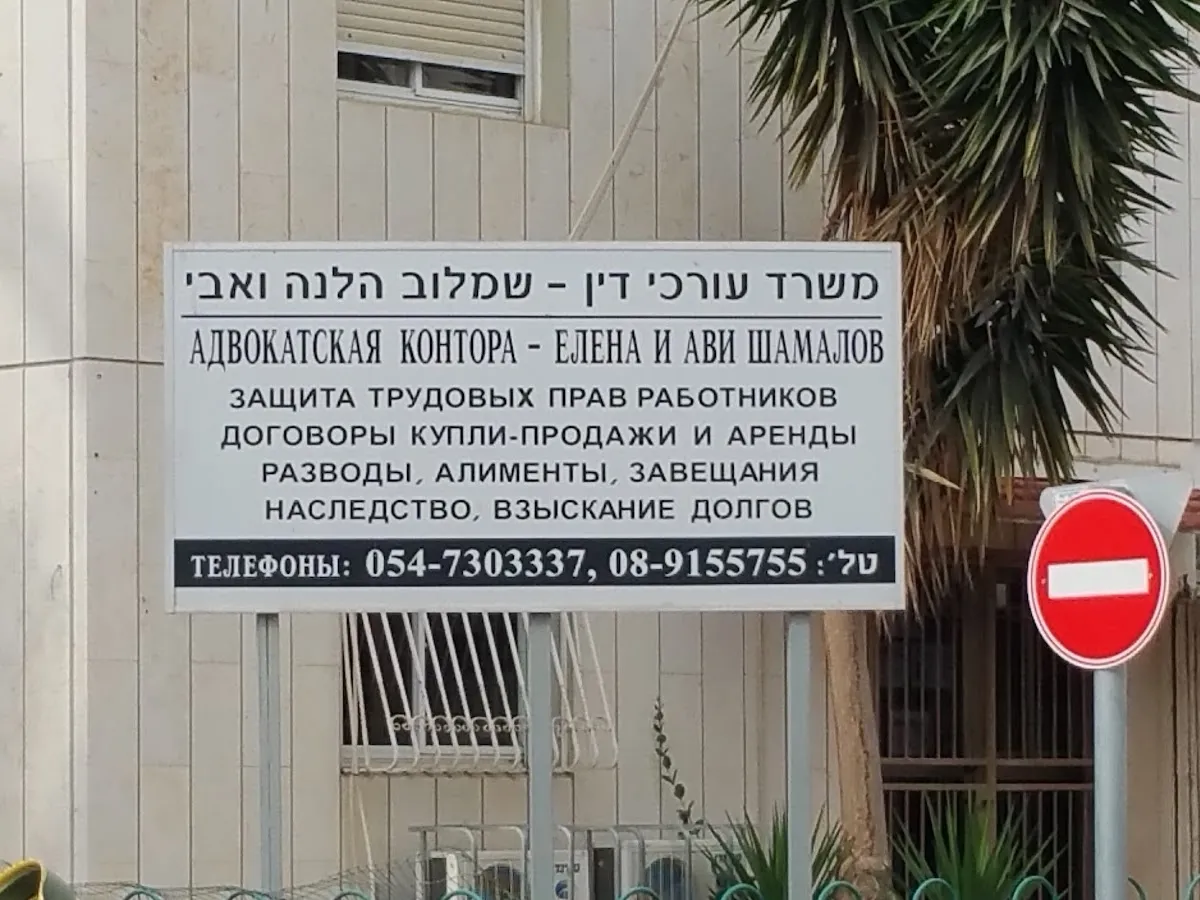 משרד עורכי דין - שמלוב הלנה ואבי
АДВОКАТСКАЯ КОНТОРА - ЕЛЕНА И АВИ ШАМАЛОВ
ЗАЩИТА ТРУДОВЫХ ПРАВ РАБОТНИКОВ
ДОГОВОРЫ КУПЛИ-ПРОДАЖИ И АРЕНДЫ
РАЗВОДЫ, АЛИМЕНТЫ, ЗАВЕЩАНИЯ
НАСЛЕДСТВО, ВЗЫСКАНИЕ ДОЛГОВ
ТЕЛЕФОНЫ: 054-7303337, 08-9155755 :'טל